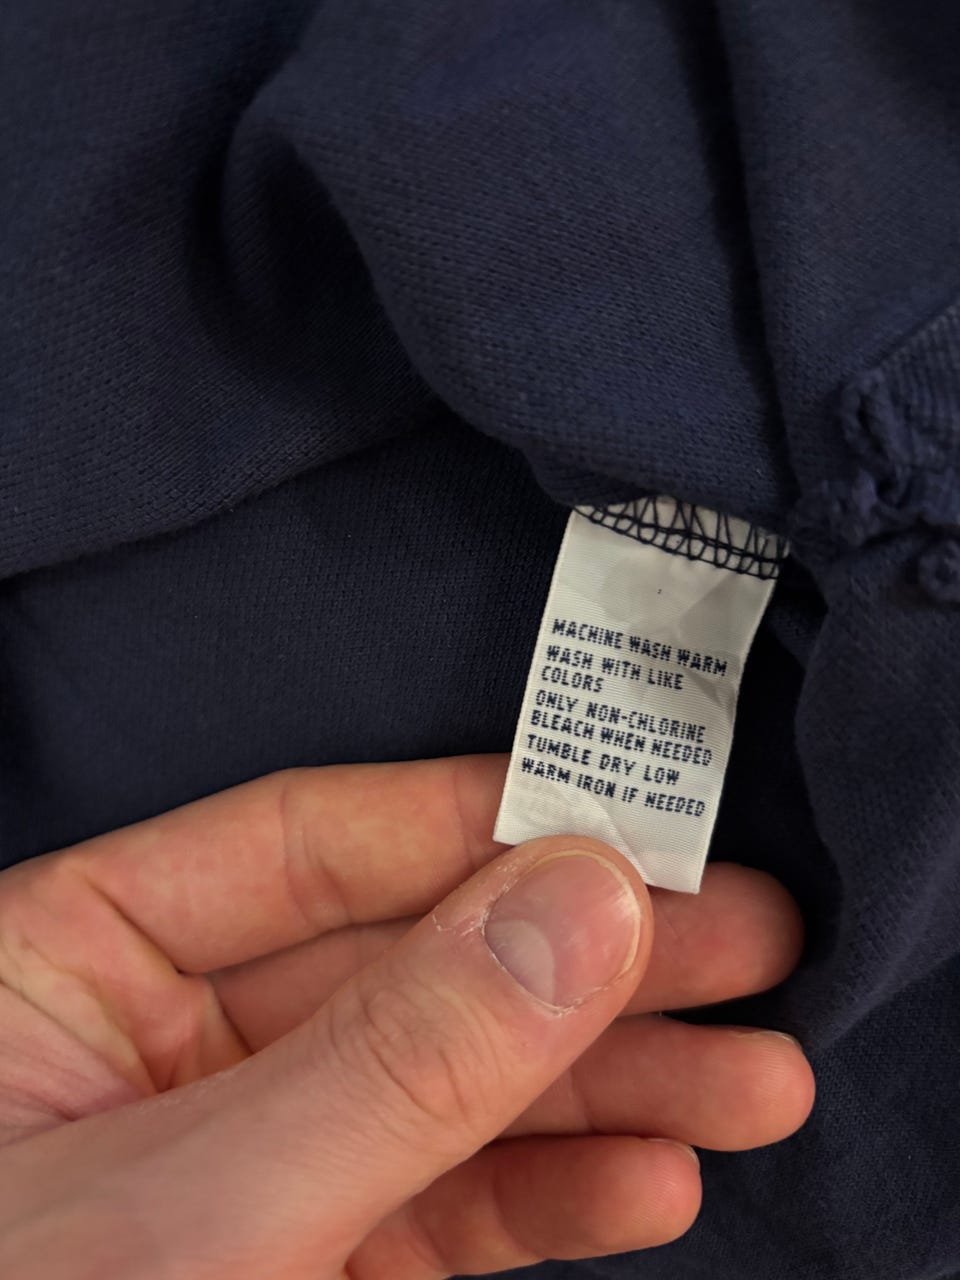 MACHINE WASH WARM
WASH WITH LIKE
COLORS
ONLY NON-CHLORINE
BLEACH WHEN NEEDED
TUMBLE DRY LOW
WARM IRON IF NEEDED